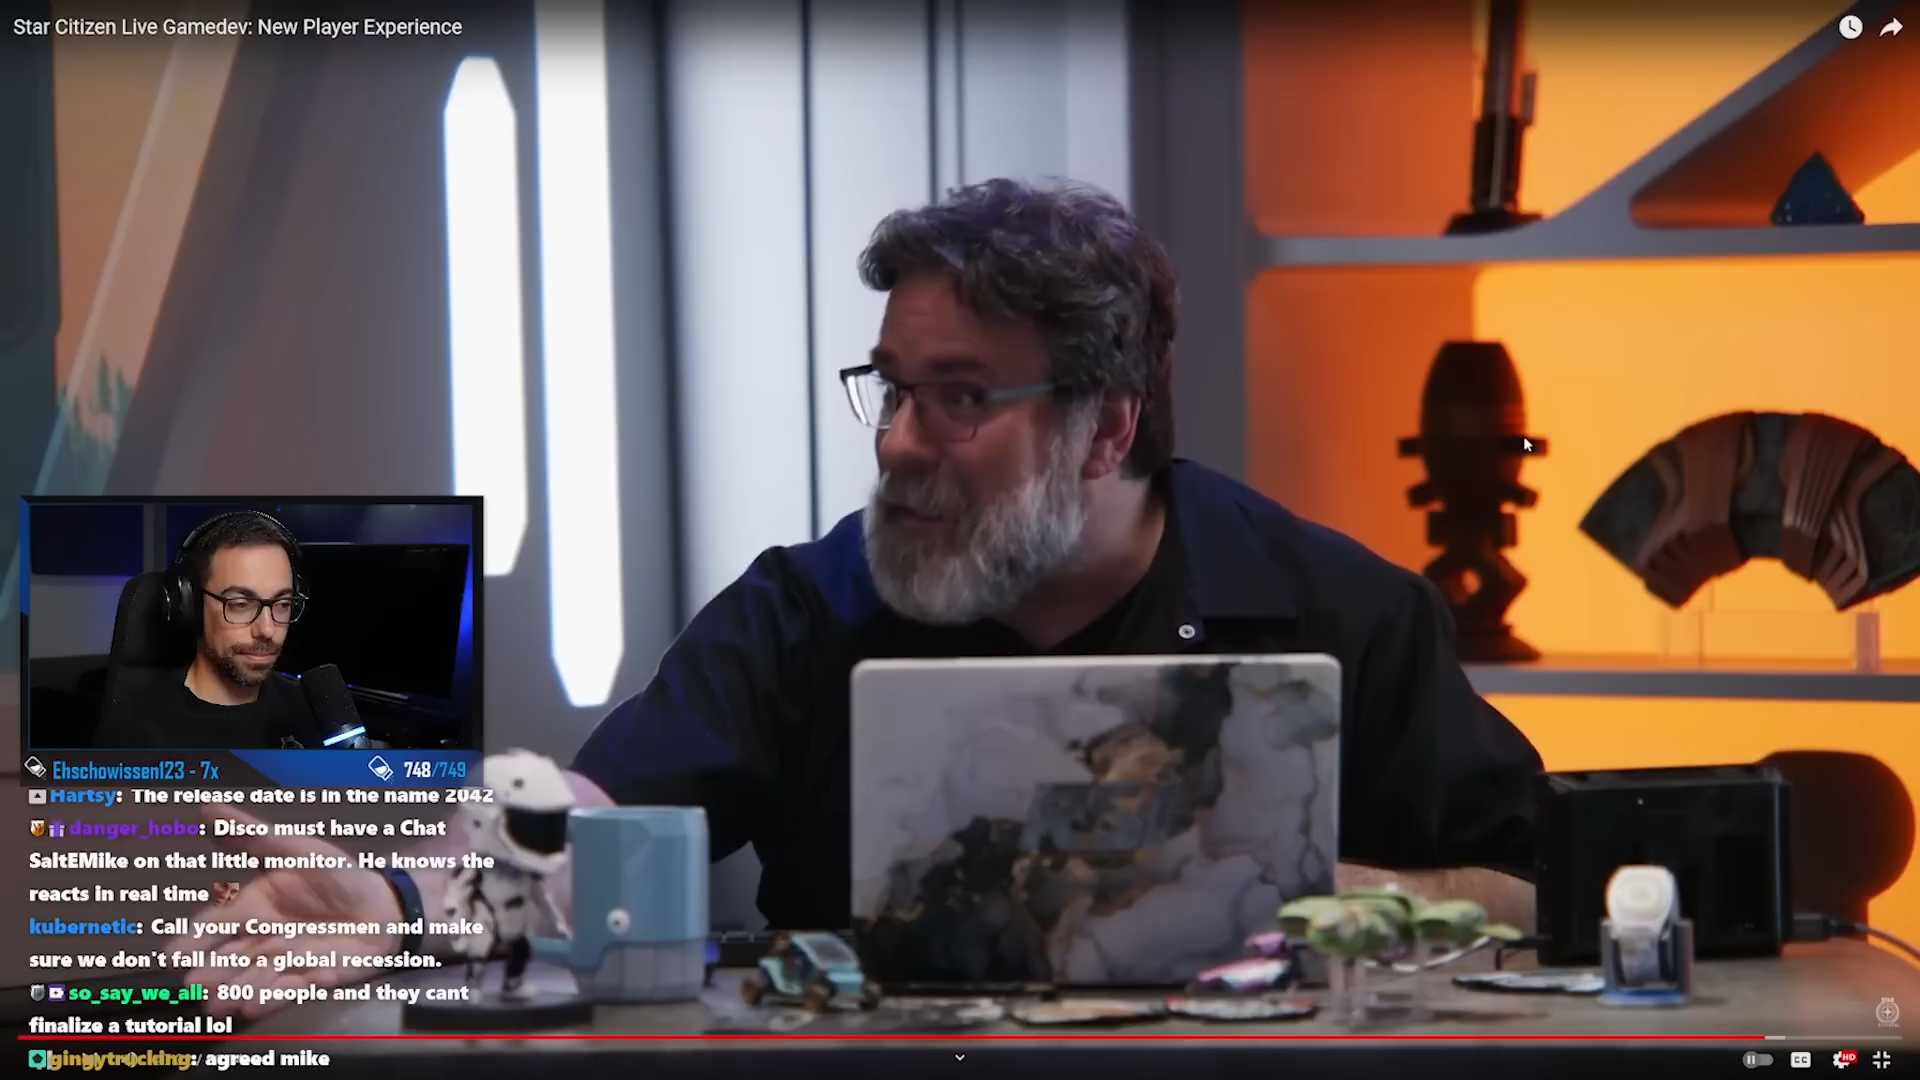 Star Citizen Live Gamedev: New Player Experience
Ehschowissen123 - 7x
748/749
Hartsy: The release date is in the name 2042
danger_hobo: Disco must have a Chat
SaltEMike on that little monitor. He knows the
reacts in real time
kubernetic: Call your Congressmen and make
sure we don't fall into a global recession.
so_say_we_all: 800 people and they cant
finalize a tutorial lol
gingytrucking: agreed mike
CC
HD